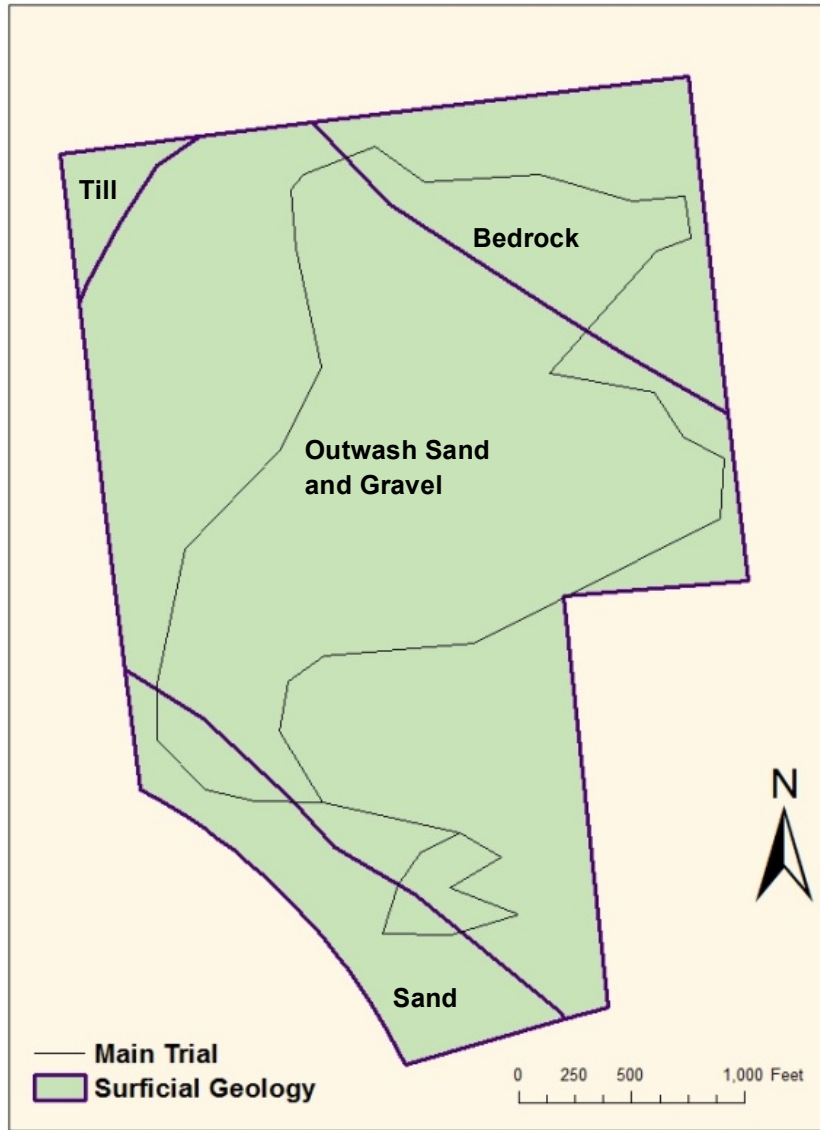 Till
Bedrock
Outwash Sand
and Gravel
N
Sand
Main Trial
Surficial Geology
0 250 500 1,000 Feet